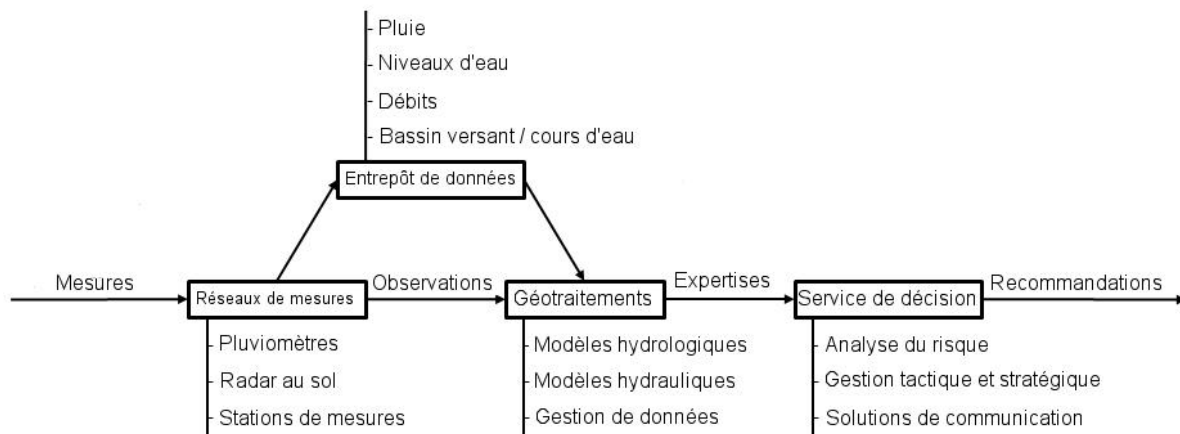 - Pluie
- Niveaux d'eau
- Débits
- Bassin versant / cours d'eau
Entrepôt de données
Mesures
Réseaux de mesures
Observations
Géotraitements
Expertises
Service de décision
Recommandations
- Pluviomètres
- Radar au sol
- Stations de mesures
- Modèles hydrologiques
- Modèles hydrauliques
- Gestion de données
- Analyse du risque
- Gestion tactique et stratégique
- Solutions de communication